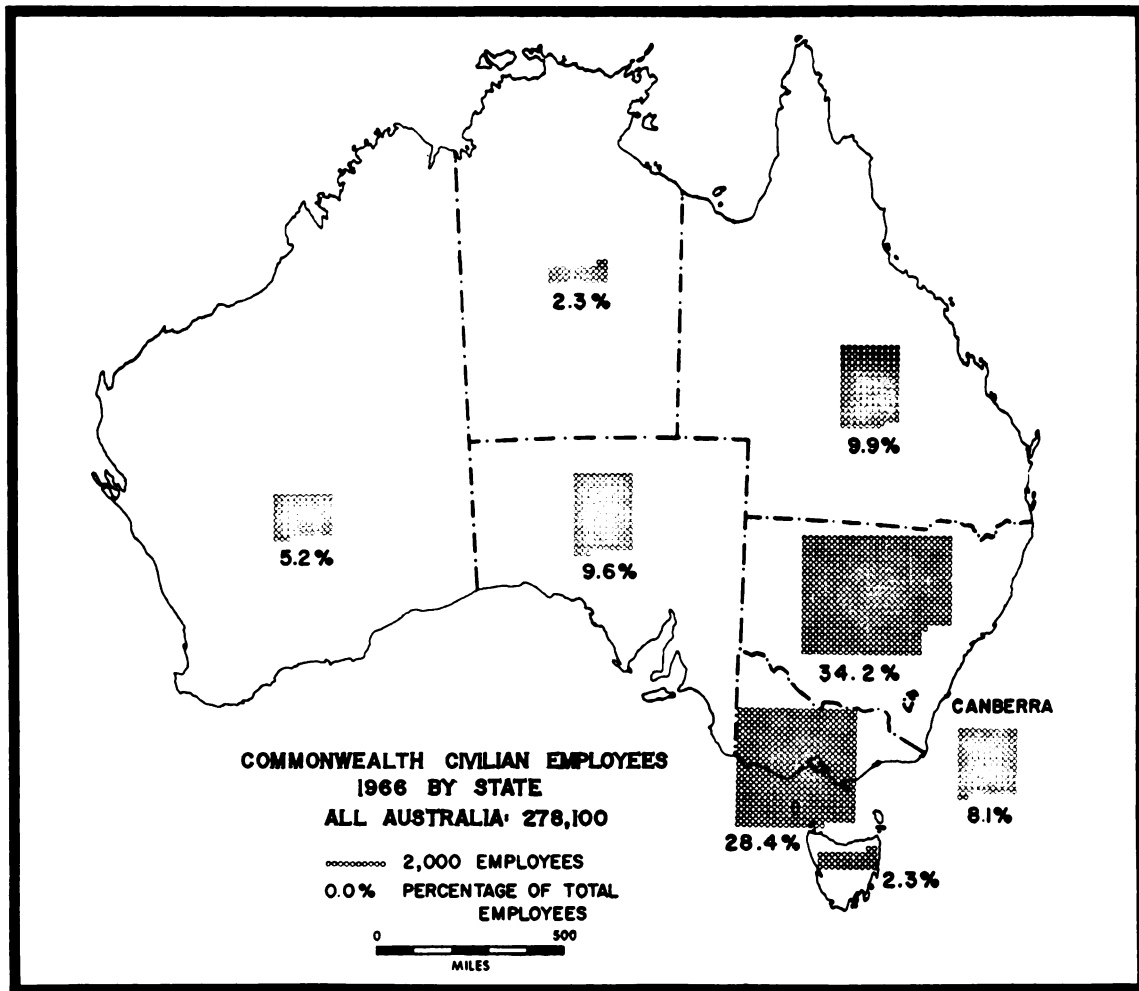 2.3%
9.9%
5.2%
9.6%
34.2%
CANBERRA
8.1%
28.4%
2.3%
COMMONWEALTH CIVILIAN EMPLOYEES
1966 BY STATE
ALL AUSTRALIA: 278,100
2,000 EMPLOYEES
0.0% PERCENTAGE OF TOTAL
EMPLOYEES
0 500
MILES